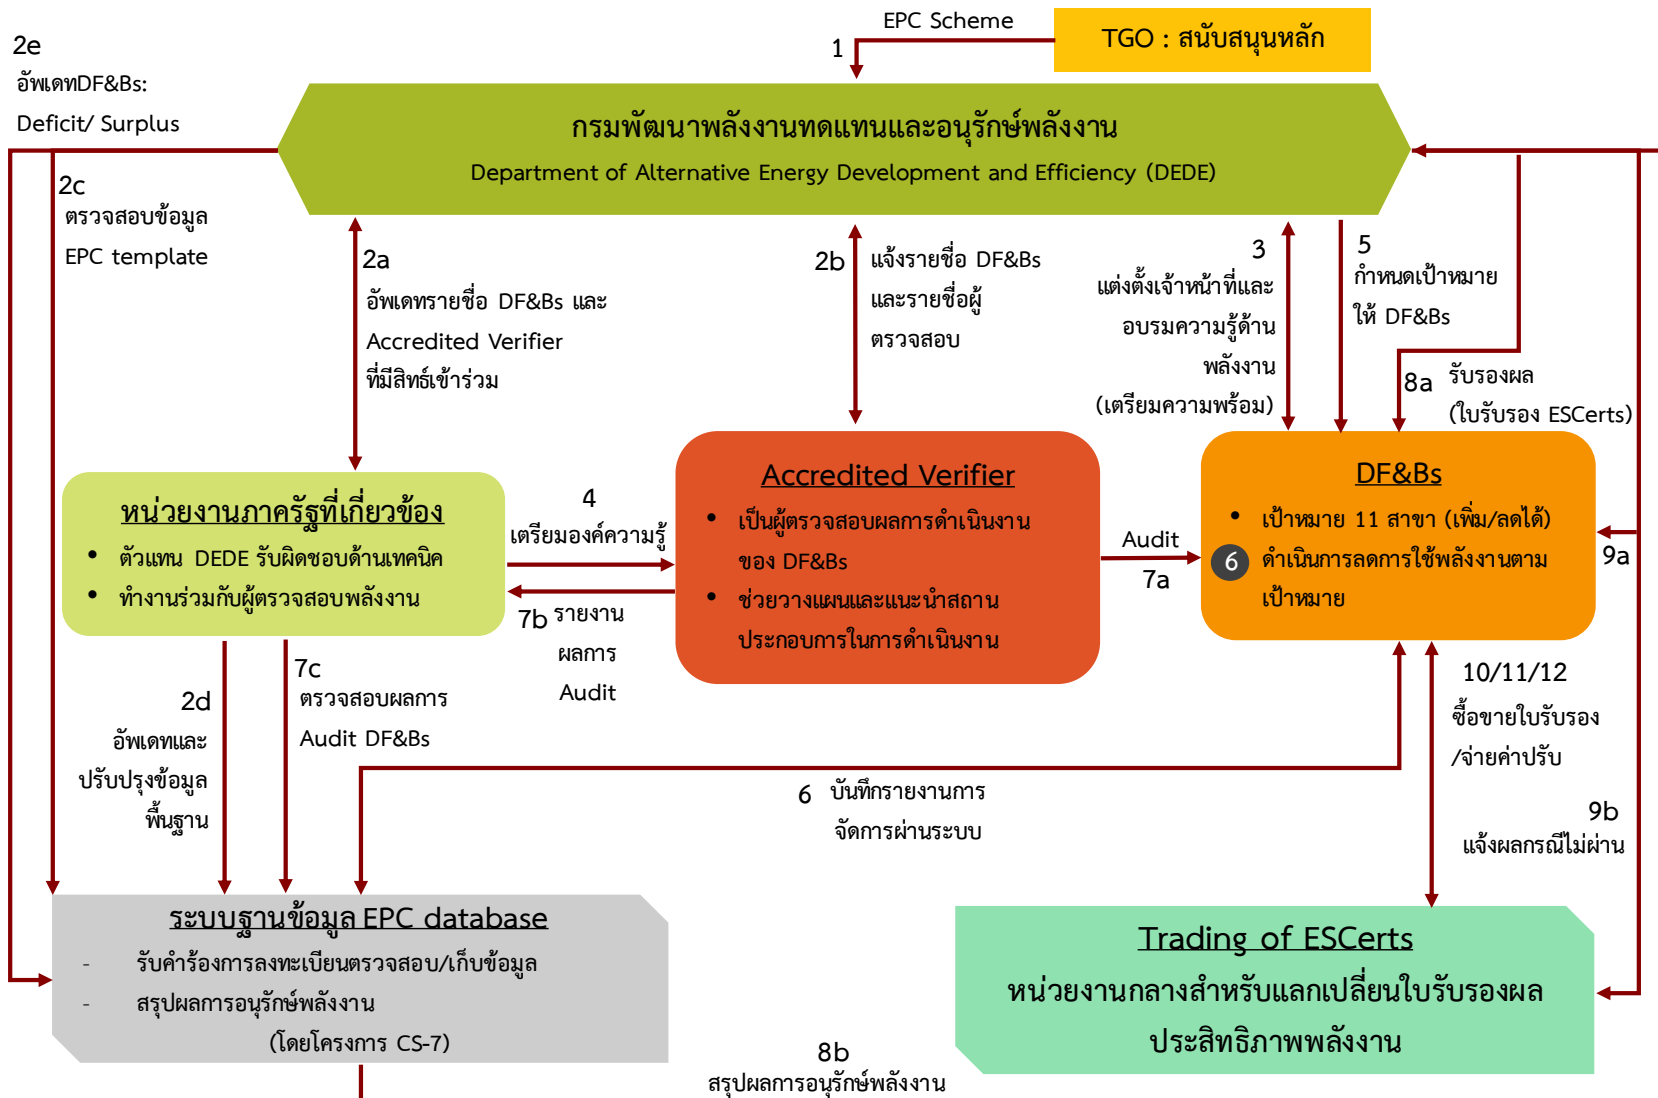 EPC Scheme
1
TGO : สนับสนุนหลัก
2e
อัพเดทDF&Bs:
Deficit/ Surplus
กรมพัฒนาพลังงานทดแทนและอนุรักษ์พลังงาน
Department of Alternative Energy Development and Efficiency (DEDE)
2c
ตรวจสอบข้อมูล
EPC template
2a
อัพเดทรายชื่อ DF&Bs และ
Accredited Verifier
ที่มีสิทธ์เข้าร่วม
2b
แจ้งรายชื่อ DF&Bs
และรายชื่อผู้
ตรวจสอบ
3
แต่งตั้งเจ้าหน้าที่และ
อบรมความรู้ด้าน
พลังงาน
(เตรียมความพร้อม)
5
กำหนดเป้าหมาย
ให้ DF&Bs
8a
รับรองผล
(ใบรับรอง ESCerts)
หน่วยงานภาครัฐที่เกี่ยวข้อง
• ตัวแทน DEDE รับผิดชอบด้านเทคนิค
• ทำงานร่วมกับผู้ตรวจสอบพลังงาน
4
เตรียมองค์ความรู้
7b
รายงาน
ผลการ
Audit
Accredited Verifier
• เป็นผู้ตรวจสอบผลการดำเนินงาน
ของ DF&Bs
• ช่วยวางแผนและแนะนำสถาน
ประกอบการในการดำเนินงาน
Audit
7a
DF&Bs
• เป้าหมาย 11 สาขา (เพิ่ม/ลดได้)
6 ดำเนินการลดการใช้พลังงานตาม
เป้าหมาย
9a
2d
อัพเดทและ
ปรับปรุงข้อมูล
พื้นฐาน
7c
ตรวจสอบผลการ
Audit DF&Bs
6 บันทึกรายงานการ
จัดการผ่านระบบ
10/11/12
ซื้อขายใบรับรอง
/จ่ายค่าปรับ
9b
แจ้งผลกรณีไม่ผ่าน
ระบบฐานข้อมูล EPC database
- รับคำร้องการลงทะเบียนตรวจสอบ/เก็บข้อมูล
- สรุปผลการอนุรักษ์พลังงาน
(โดยโครงการ CS-7)
Trading of ESCerts
หน่วยงานกลางสำหรับแลกเปลี่ยนใบรับรองผล
ประสิทธิภาพพลังงาน
8b
สรุปผลการอนุรักษ์พลังงาน